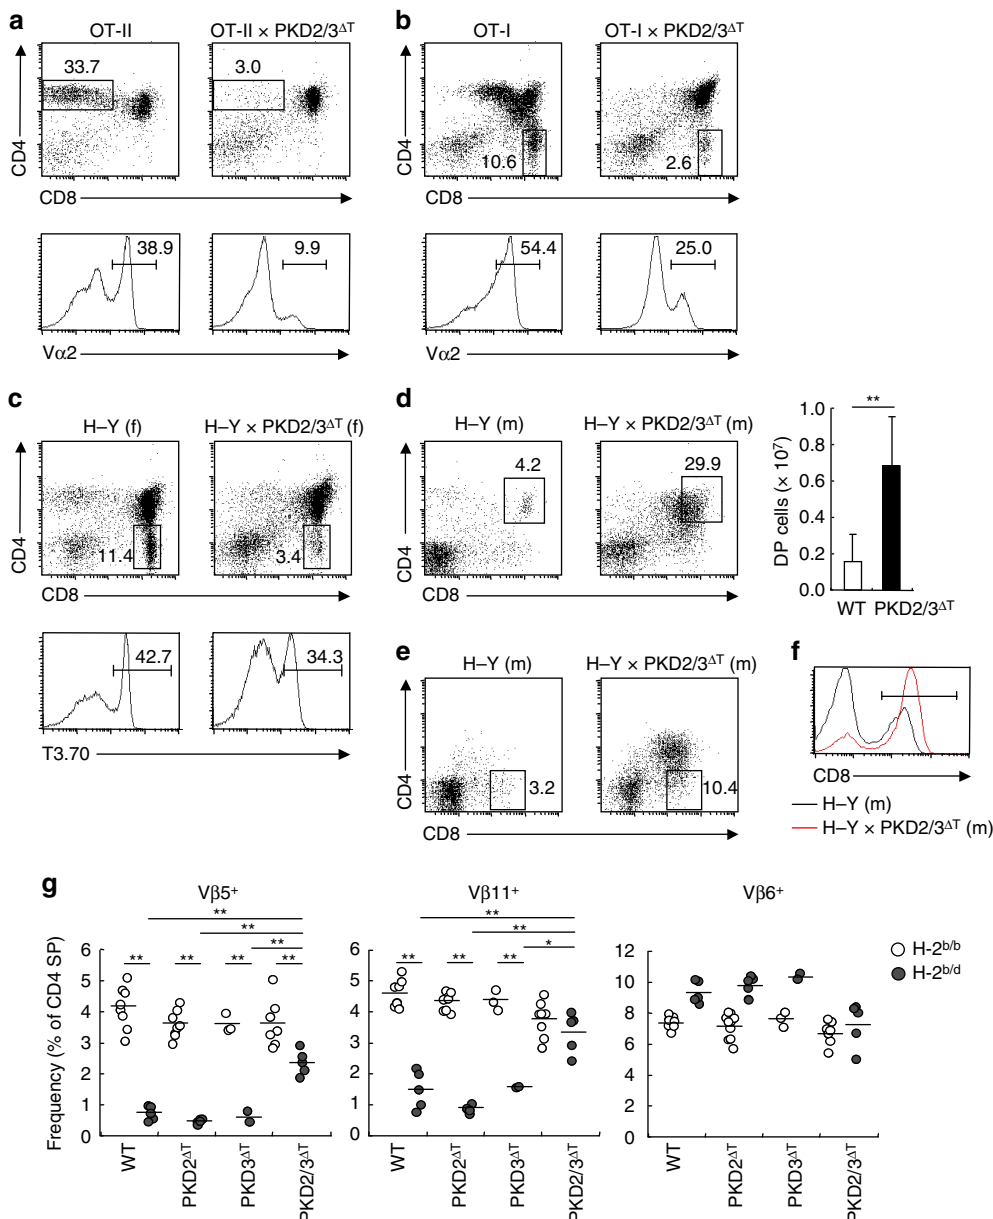 a
OT-II
OT-II × PKD2/3ΔT
33.7
3.0
CD4
CD8
38.9
9.9
Vα2
b
OT-I
OT-I × PKD2/3ΔT
10.6
2.6
CD4
CD8
54.4
25.0
Vα2
c
H–Y (f)
H–Y × PKD2/3ΔT (f)
11.4
3.4
CD4
CD8
42.7
34.3
T3.70
d
H–Y (m)
H–Y × PKD2/3ΔT (m)
4.2
29.9
CD4
CD8
DP cells (× 10⁷)
1.0
0.8
0.6
0.4
0.2
0
**
WT
PKD2/3ΔT
e
H–Y (m)
H–Y × PKD2/3ΔT (m)
3.2
10.4
CD4
CD8
f
CD8
H–Y (m)
H–Y × PKD2/3ΔT (m)
g
Vβ5⁺
**
**
**
** ** ** **
Frequency (% of CD4 SP)
6
5
4
3
2
1
0
WT
PKD2ΔT
PKD3ΔT
PKD2/3ΔT
Vβ11⁺
**
**
*
** ** **
6
5
4
3
2
1
0
WT
PKD2ΔT
PKD3ΔT
PKD2/3ΔT
Vβ6⁺
12
10
8
6
4
2
0
WT
PKD2ΔT
PKD3ΔT
PKD2/3ΔT
H-2b/b
H-2b/d